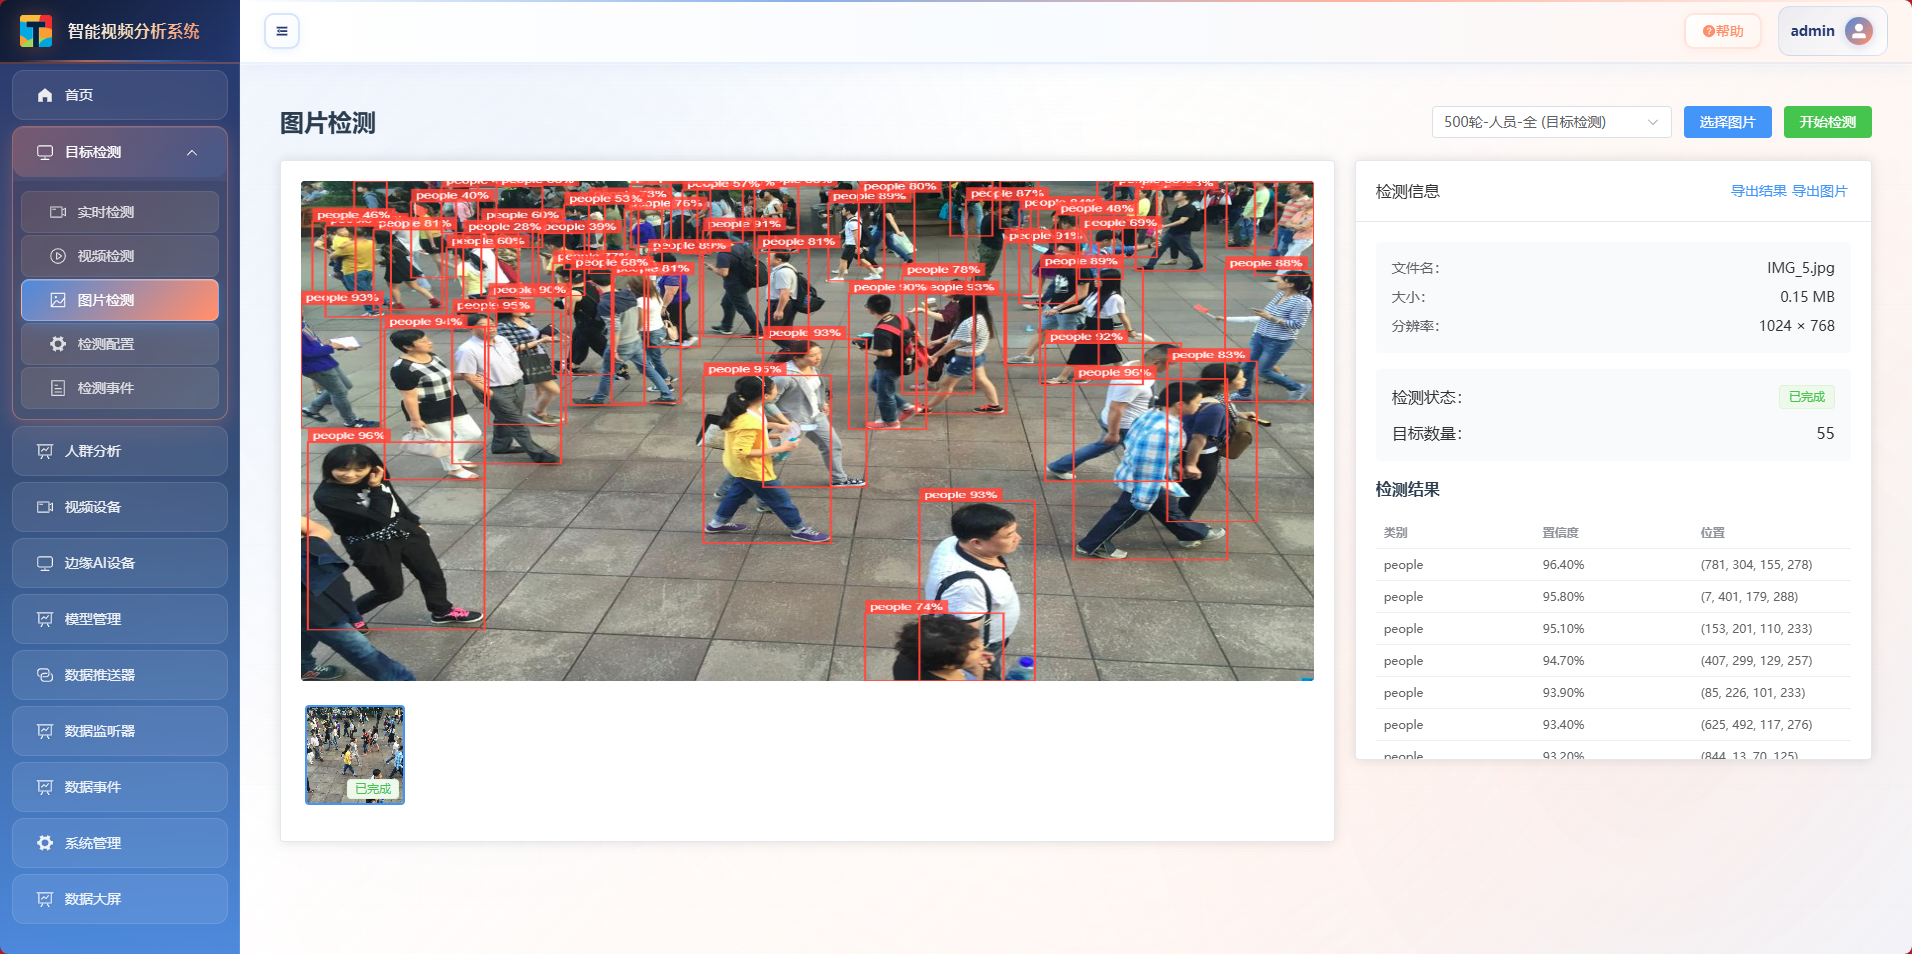 智能视频分析系统
帮助
admin
首页
目标检测
实时检测
视频检测
图片检测
检测配置
检测事件
人群分析
视频设备
边缘AI设备
模型管理
数据推送器
数据监听器
数据事件
系统管理
数据大屏
图片检测
500轮-人员-全 (目标检测)
选择图片
开始检测
people 40%
people 53%
people 57%
people 80%
people 89%
people 87%
people 46%
people 81%
people 60%
people 28%
people 39%
people 76%
people 91%
people 48%
people 69%
people 60%
people 89%
people 81%
people 91%
people 68%
people 81%
people 78%
people 89%
people 88%
people 93%
people 90%
people 95%
people 90%
people 93%
people 94%
people 93%
people 92%
people 83%
people 95%
people 96%
people 96%
people 93%
people 74%
已完成
检测信息
导出结果 导出图片
文件名: IMG_5.jpg
大小: 0.15 MB
分辨率: 1024 × 768
检测状态: 已完成
目标数量: 55
检测结果
类别 置信度 位置
people 96.40% (781, 304, 155, 278)
people 95.80% (7, 401, 179, 288)
people 95.10% (153, 201, 110, 233)
people 94.70% (407, 299, 129, 257)
people 93.90% (85, 226, 101, 233)
people 93.40% (625, 492, 117, 276)
people 93.20% (844, 13, 70, 125)